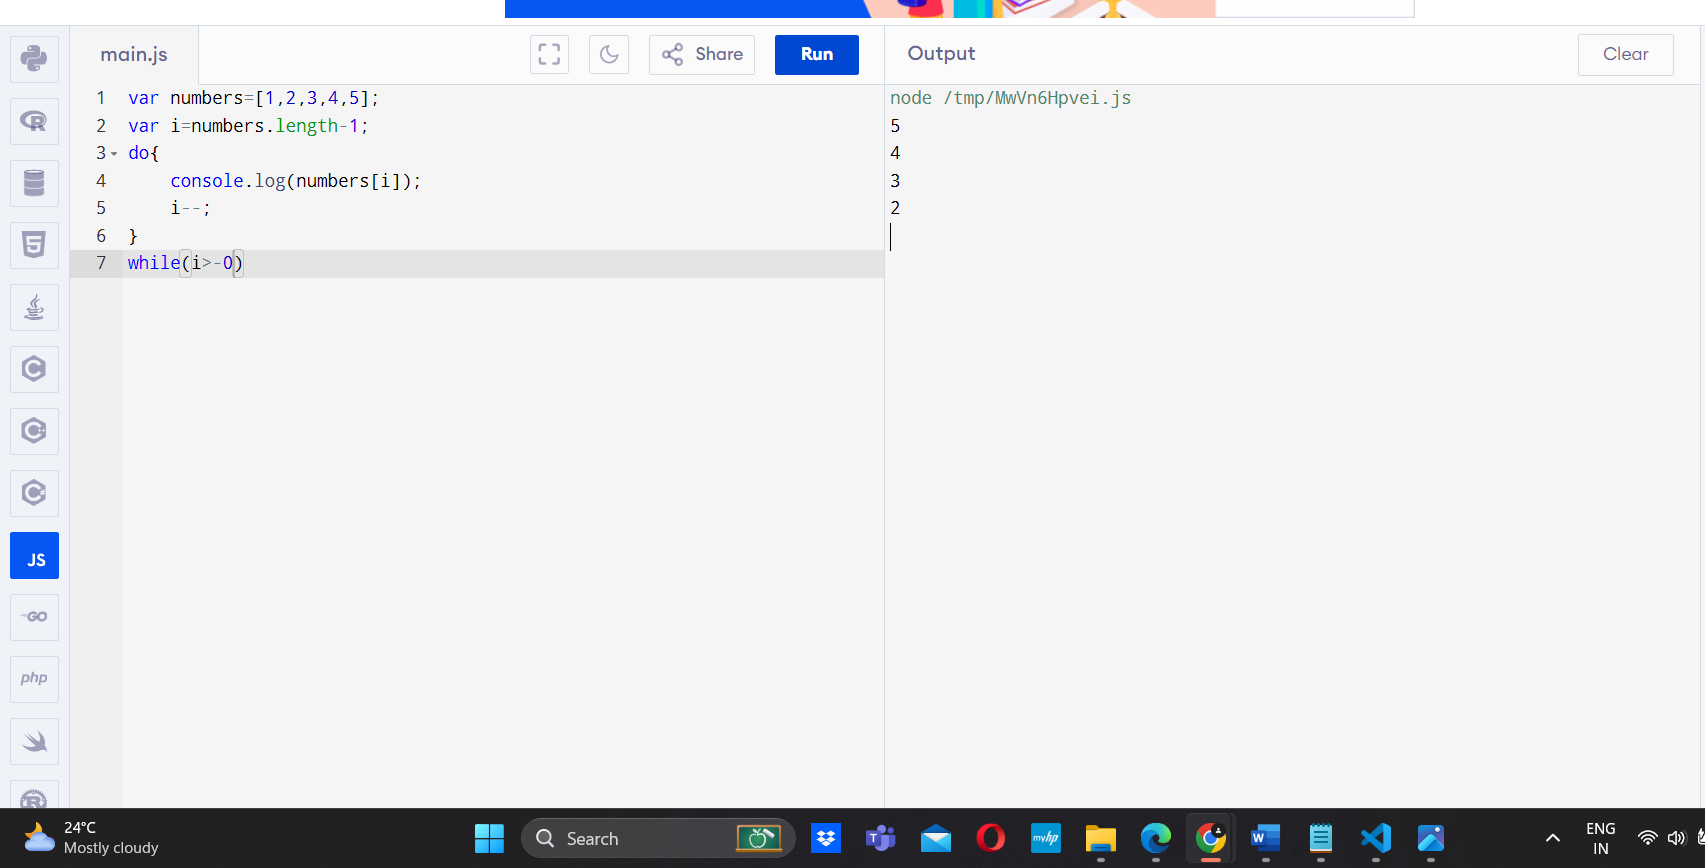 main.js
Share
Run
Output
Clear
1 var numbers=[1,2,3,4,5];
2 var i=numbers.length-1;
3 do{
4 console.log(numbers[i]);
5 i--;
6 }
7 while(i>-0)
node /tmp/MwVn6Hpvei.js
5
4
3
2
R
5
C
C+
C
JS
GO
php
R
24°C
Mostly cloudy
Search
T
myhp
W
ENG
IN